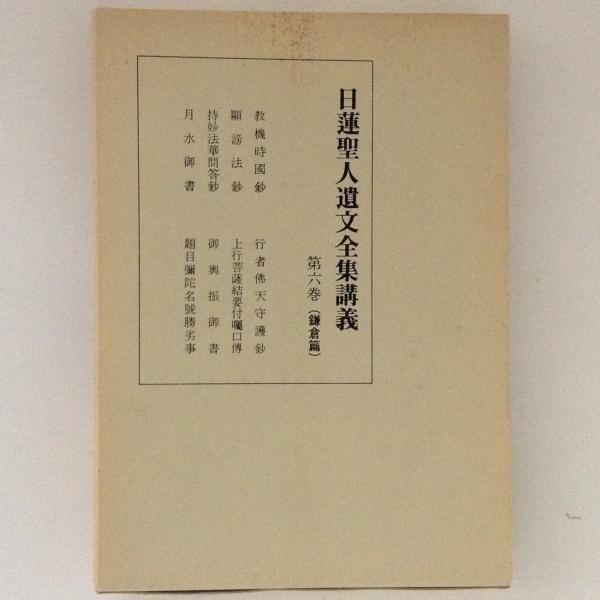 日蓮聖人遺文全集講義
第六巻（鎌倉篇）
教機時國鈔
行者佛天守護鈔
顯謗法鈔
上行菩薩結要付囑口傳
持妙法華問答鈔
御輿振御書
月水御書
題目彌陀名號勝劣事